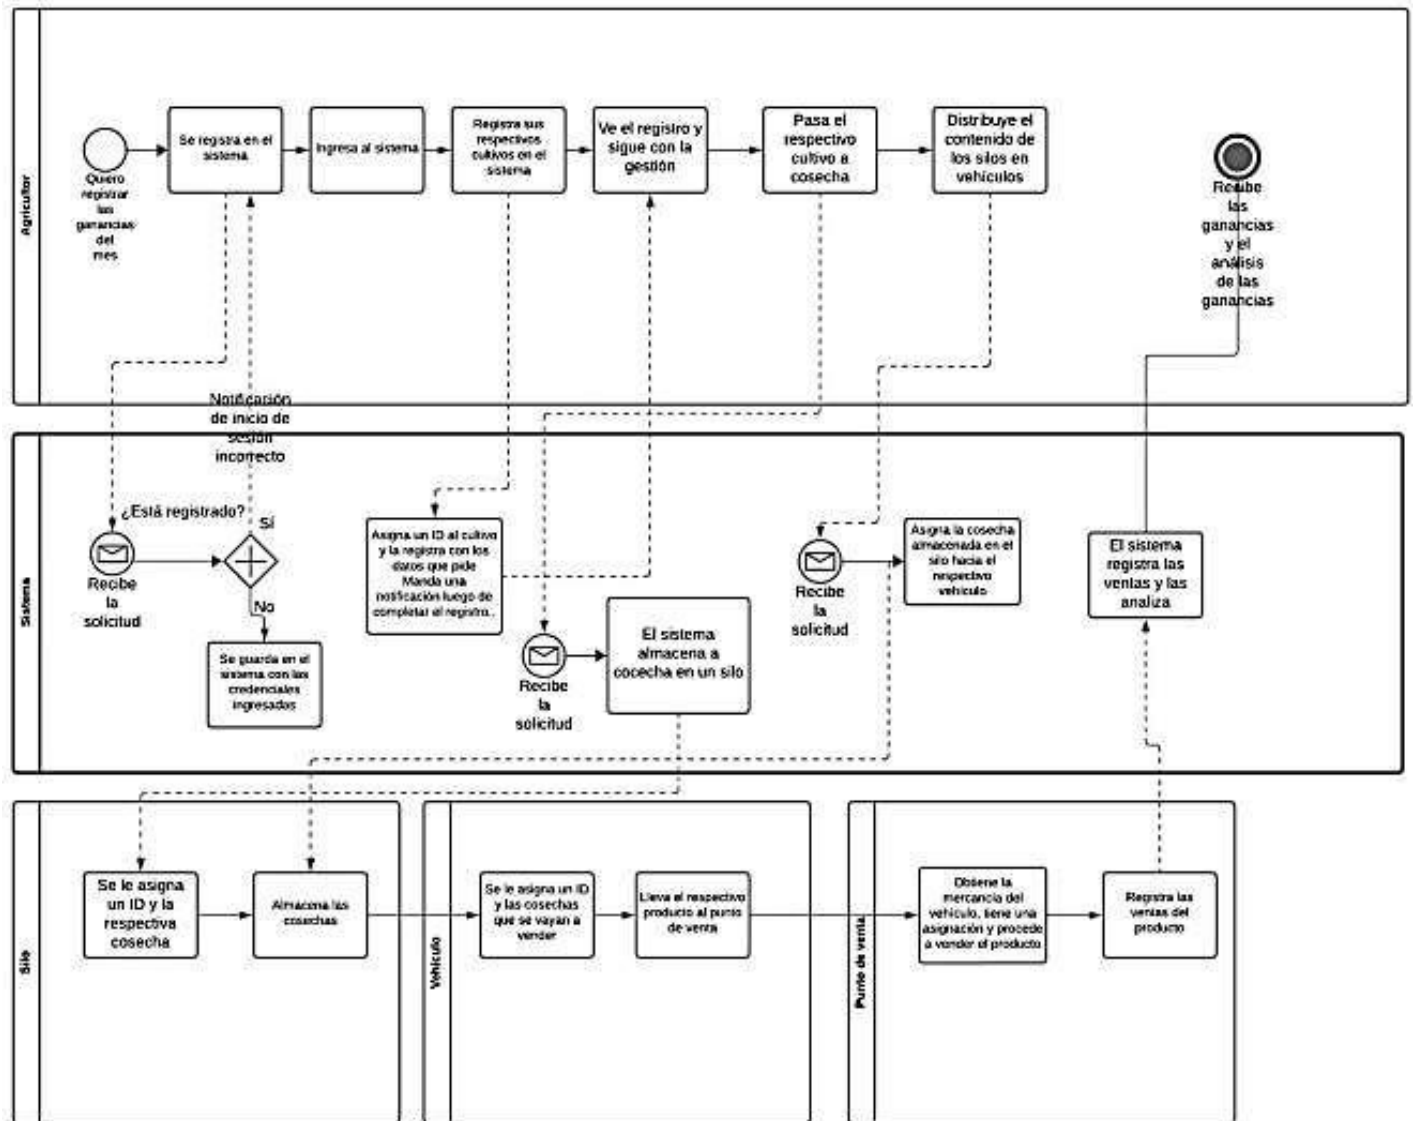 Agricultor
Quiero
registrar
las
ganancias
del
mes
Se registra en el
sistema
Ingresa al sistema
Registra sus
respectivos
cultivos en el
sistema
Ve el registro y
sigue con la
gestión
Pasa el
respectivo
cultivo a
cosecha
Distribuye el
contenido de
los silos en
vehículos
Recibe
las
ganancias
y el
análisis
de las
ganancias
Notificación
de inicio de
sesión
incorrecto
Sistema
¿Está registrado?
Sí
No
Recibe
la
solicitud
Se guarda en el
sistema con las
credenciales
ingresadas
Asigna un ID al cultivo
y la registra con los
datos que pide
Manda una
notificación luego de
completar el registro.
Recibe
la
solicitud
El sistema
almacena a
cocecha en un silo
Recibe
la
solicitud
Asigna la cosecha
almacenada en el
silo hacia el
respectivo
vehículo
El sistema
registra las
ventas y las
analiza
Silo
Se le asigna
un ID y la
respectiva
cosecha
Almacena las
cosechas
Vehículo
Se le asigna un ID
y las cosechas
que se vayan a
vender
Lleva el respectivo
producto al punto
de venta
Punto de venta
Obtiene la
mercancía del
vehículo, tiene una
asignación y procede
a vender el producto
Registra las
ventas del
producto